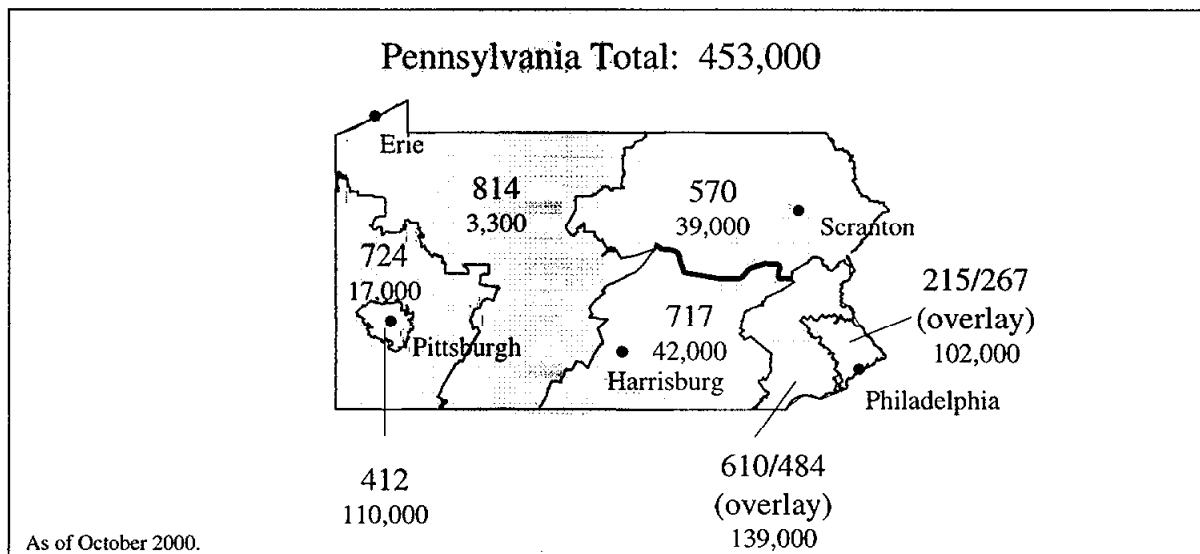 Pennsylvania Total: 453,000
Erie
814
3,300
570
39,000
Scranton
724
17,000
Pittsburgh
717
42,000
Harrisburg
215/267
(overlay)
102,000
Philadelphia
412
110,000
610/484
(overlay)
139,000
As of October 2000.